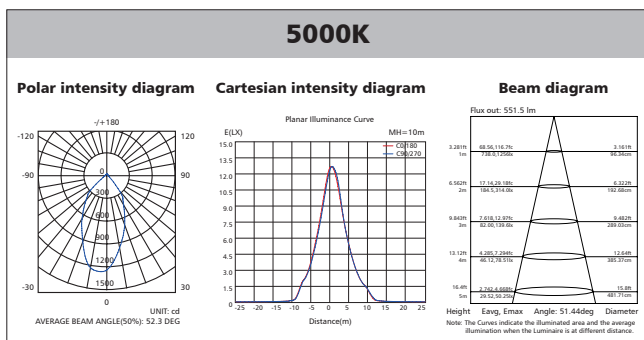 5000K
Polar intensity diagram
-/+180
-120 120
-90 90
-30 30
0
300
600
900
1200
1500
0
UNIT: cd
AVERAGE BEAM ANGLE(50%): 52.3 DEG
Cartesian intensity diagram
Planar Illuminance Curve
E(LX) MH=10m
C0/180
C90/270
15.0
13.5
12.0
10.5
9.0
7.5
6.0
4.5
3.0
1.5
0
-25 -20 -15 -10 -5 0 5 10 15 20 25
Distance(m)
Beam diagram
Flux out: 551.5 lm
3.281ft 68.56,116.7fc 3.161ft
1m 738.0,1256lx 96.34cm
6.562ft 17.14,29.18fc 6.322ft
2m 184.5,314.0lx 192.68cm
9.843ft 7.618,12.97fc 9.482ft
3m 82.00,139.6lx 289.03cm
13.12ft 4.285,7.294fc 12.64ft
4m 46.12,78.51lx 385.37cm
16.4ft 2.742,4.668fc 15.8ft
5m 29.52,50.25lx 481.71cm
Height Eavg, Emax Angle: 51.44deg Diameter
Note: The Curves indicate the illuminated area and the average
illumination when the Luminaire is at different distance.